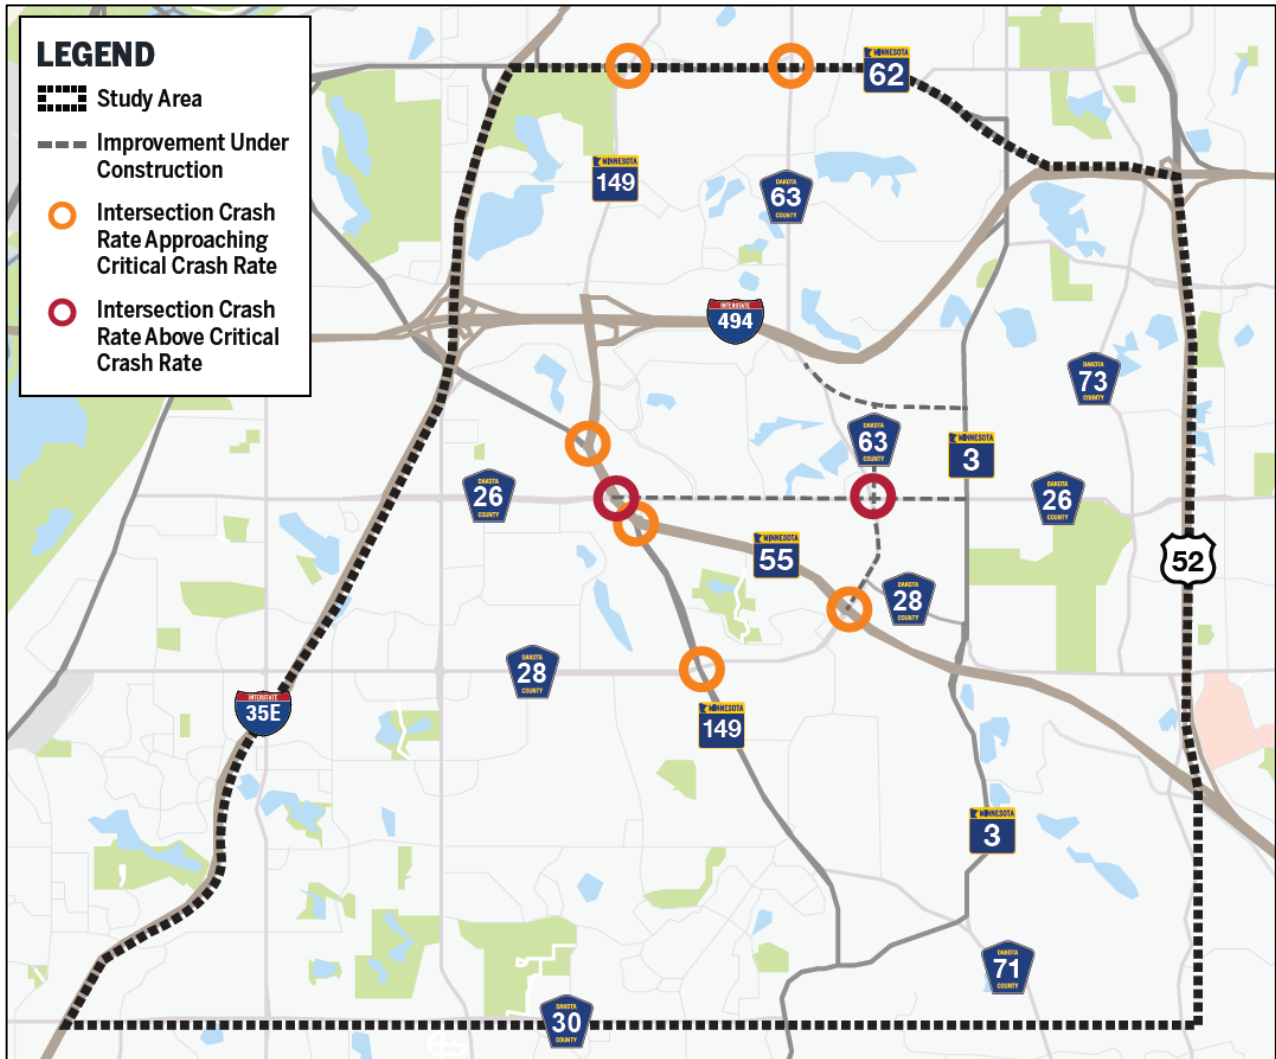 LEGEND
Study Area
Improvement Under
Construction
Intersection Crash
Rate Approaching
Critical Crash Rate
Intersection Crash
Rate Above Critical
Crash Rate
MINNESOTA
62
MINNESOTA
149
DAKOTA
63
COUNTY
INTERSTATE
494
DAKOTA
73
COUNTY
DAKOTA
63
COUNTY
MINNESOTA
3
DAKOTA
26
COUNTY
DAKOTA
26
COUNTY
MINNESOTA
55
52
DAKOTA
28
COUNTY
DAKOTA
28
COUNTY
INTERSTATE
35E
MINNESOTA
149
MINNESOTA
3
DAKOTA
71
COUNTY
DAKOTA
30
COUNTY